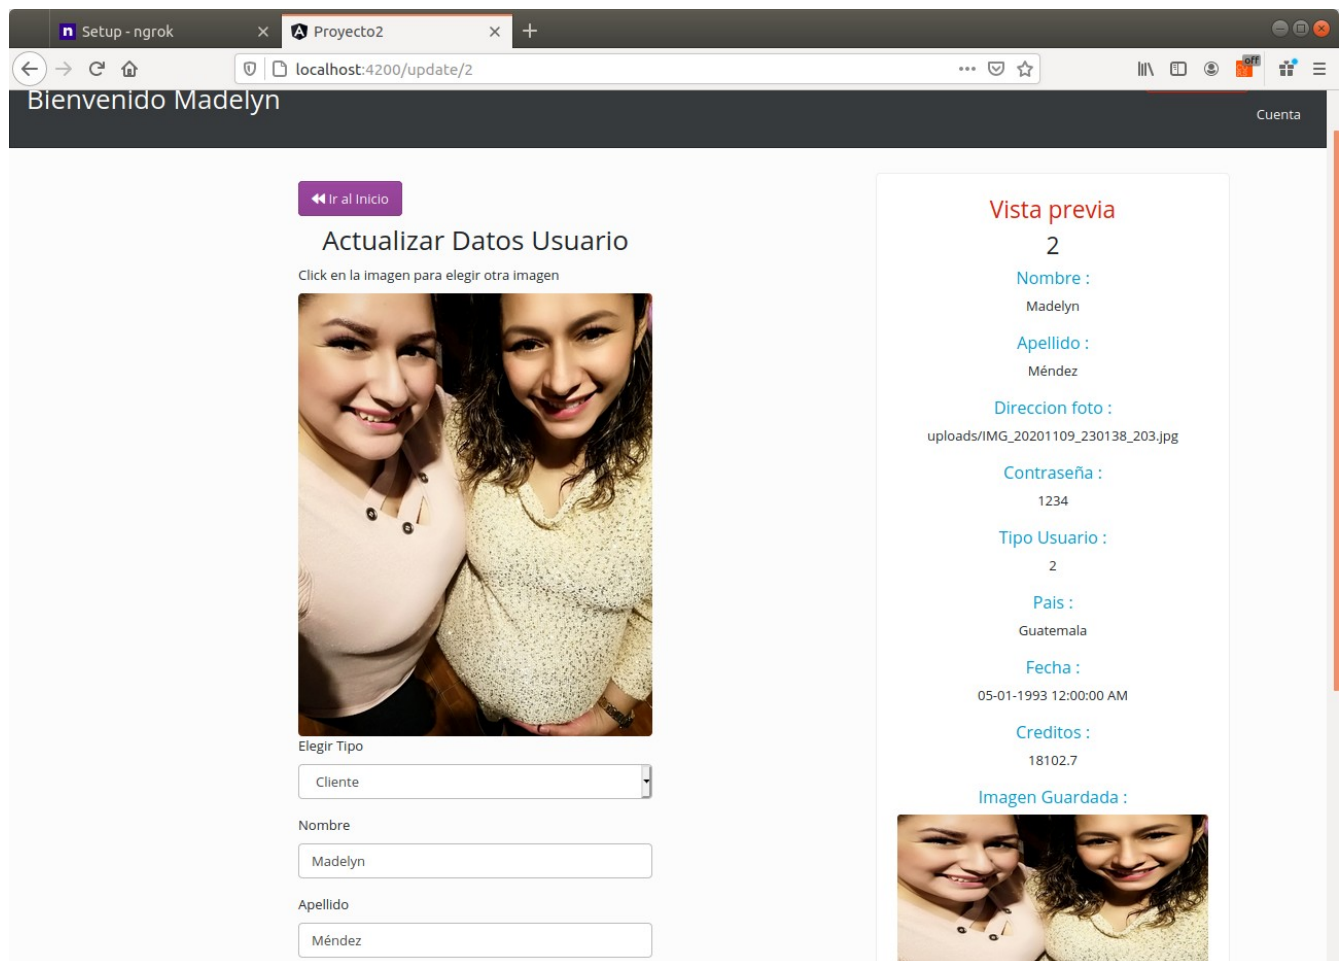 Setup - ngrok
Proyecto2
localhost:4200/update/2
off
Bienvenido Madelyn
Cuenta
Ir al Inicio
Actualizar Datos Usuario
Click en la imagen para elegir otra imagen
Elegir Tipo
Cliente
Nombre
Madelyn
Apellido
Méndez
Vista previa
2
Nombre :
Madelyn
Apellido :
Méndez
Direccion foto :
uploads/IMG_20201109_230138_203.jpg
Contraseña :
1234
Tipo Usuario :
2
Pais :
Guatemala
Fecha :
05-01-1993 12:00:00 AM
Creditos :
18102.7
Imagen Guardada :